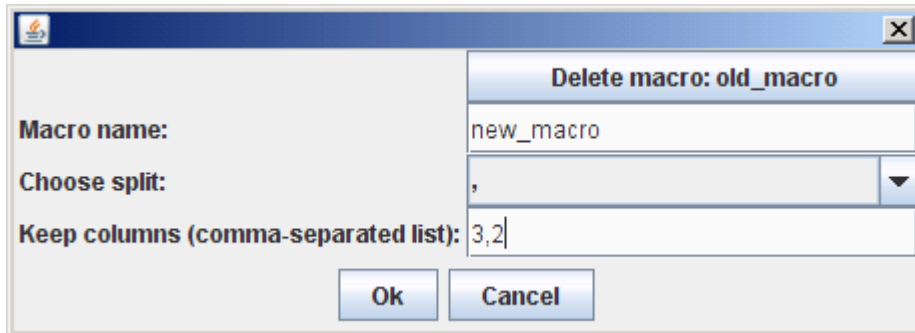 Delete macro: old_macro
Macro name: new_macro
Choose split: ,
Keep columns (comma-separated list): 3,2
Ok Cancel